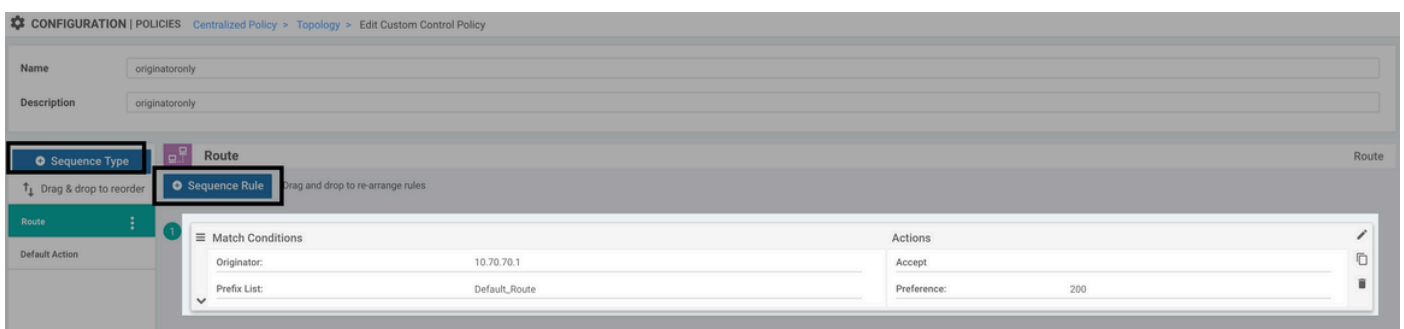 CONFIGURATION | POLICIES Centralized Policy > Topology > Edit Custom Control Policy
Name originatoronly
Description originatoronly
Sequence Type
Route Route
Drag & drop to reorder
Sequence Rule Drag and drop to re-arrange rules
Route
1
Match Conditions Actions
Default Action
Originator: 10.70.70.1 Accept
Prefix List: Default_Route Preference: 200